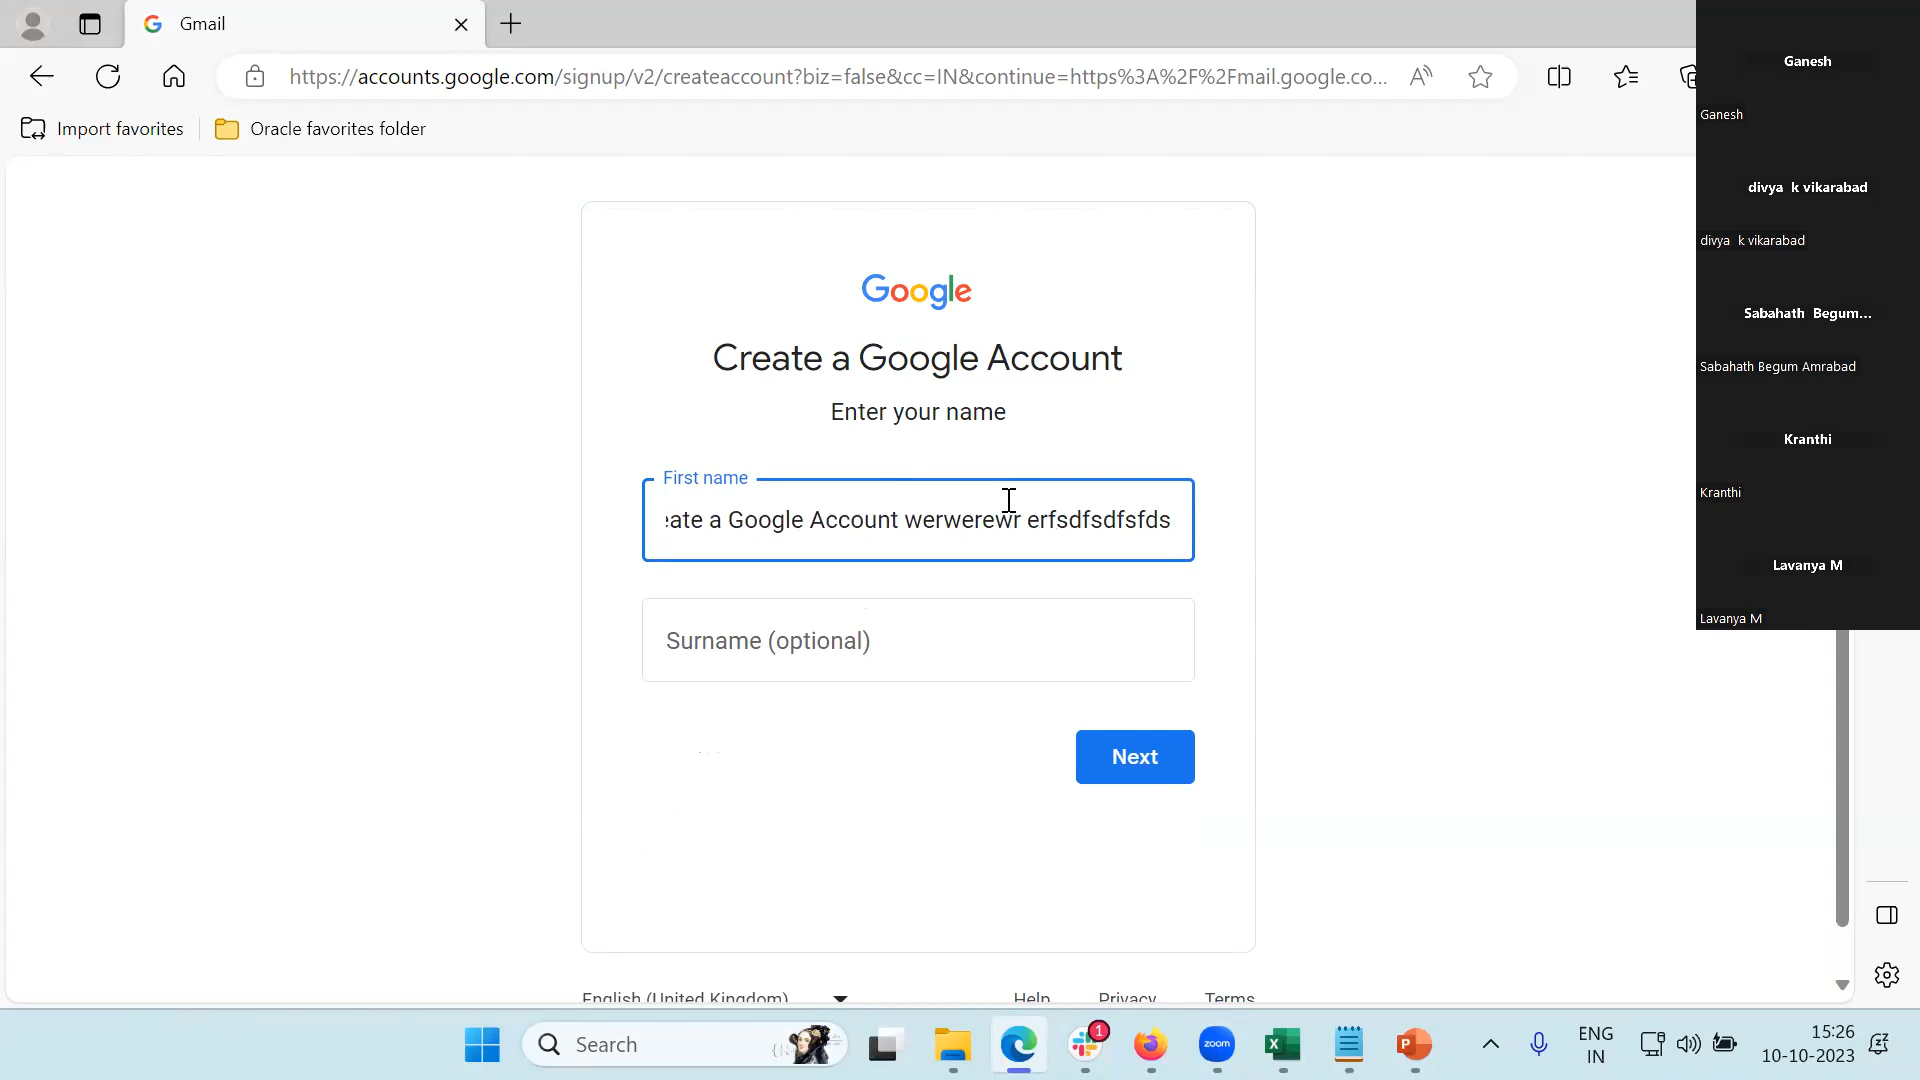 Gmail
https://accounts.google.com/signup/v2/createaccount?biz=false&cc=IN&continue=https%3A%2F%2Fmail.google.co...
Import favorites
Oracle favorites folder
Google
Create a Google Account
Enter your name
First name
ate a Google Account werwerewr erfsdfsdfsfds
Surname (optional)
Next
English (United Kingdom)
Help
Privacy
Terms
Ganesh
Ganesh
divya k vikarabad
divya k vikarabad
Sabahath Begum...
Sabahath Begum Amrabad
Kranthi
Kranthi
Lavanya M
Lavanya M
Search
1
zoom
ENG
IN
15:26
10-10-2023